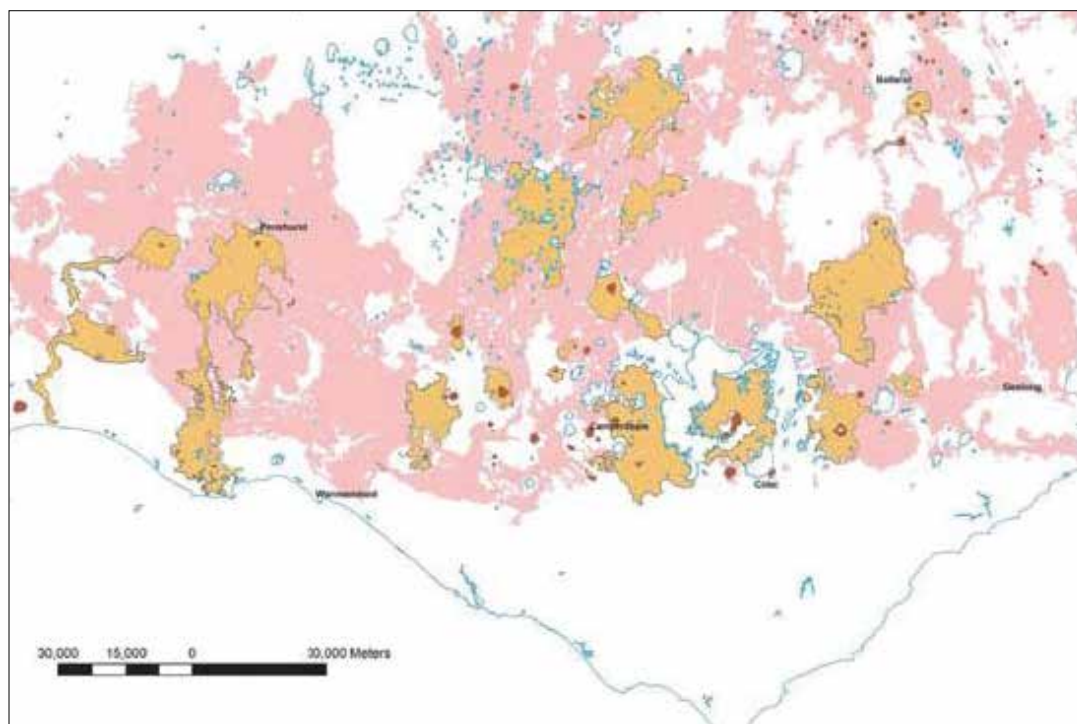 Ballarat
Penshurst
Geelong
Camperdown
Colac
Warrnambool
30,000 15,000 0 30,000 Meters